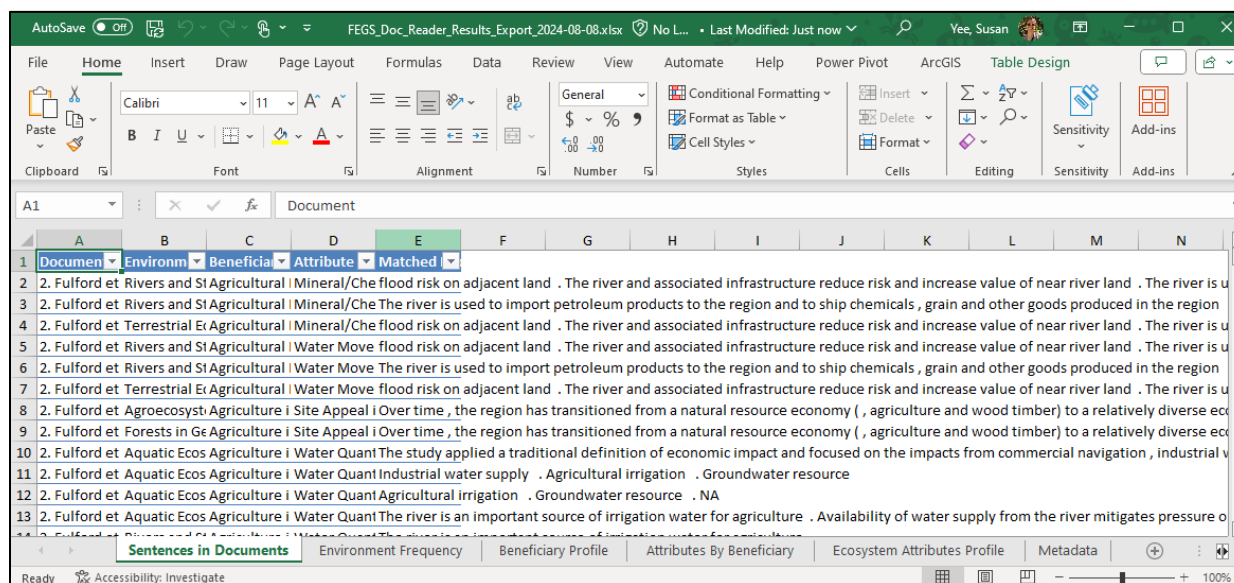 AutoSave Off FEGS_Doc_Reader_Results_Export_2024-08-08.xlsx No L... • Last Modified: Just now Yee, Susan
File Home Insert Draw Page Layout Formulas Data Review View Automate Help Power Pivot ArcGIS Table Design
Calibri 11 A^ A˅ ab General Conditional Formatting Insert Σ
Paste B I U A $ % , Format as Table Delete Sensitivity Add-ins
Cell Styles Format
Clipboard Font Alignment Number Styles Cells Editing Sensitivity Add-ins
A1 fx Document
A B C D E F G H I J K L M N
1 Documen Environm Beneficia Attribute Matched
2 2. Fulford et Rivers and St Agricultural Mineral/Che flood risk on adjacent land . The river and associated infrastructure reduce risk and increase value of near river land . The river is u
3 2. Fulford et Rivers and St Agricultural Mineral/Che The river is used to import petroleum products to the region and to ship chemicals , grain and other goods produced in the region
4 2. Fulford et Terrestrial Ec Agricultural Mineral/Che flood risk on adjacent land . The river and associated infrastructure reduce risk and increase value of near river land . The river is u
5 2. Fulford et Rivers and St Agricultural Water Move flood risk on adjacent land . The river and associated infrastructure reduce risk and increase value of near river land . The river is u
6 2. Fulford et Rivers and St Agricultural Water Move The river is used to import petroleum products to the region and to ship chemicals , grain and other goods produced in the region
7 2. Fulford et Terrestrial Ec Agricultural Water Move flood risk on adjacent land . The river and associated infrastructure reduce risk and increase value of near river land . The river is u
8 2. Fulford et Agroecosyst Agriculture i Site Appeal i Over time , the region has transitioned from a natural resource economy ( , agriculture and wood timber) to a relatively diverse eco
9 2. Fulford et Forests in Ge Agriculture i Site Appeal i Over time , the region has transitioned from a natural resource economy ( , agriculture and wood timber) to a relatively diverse eco
10 2. Fulford et Aquatic Ecos Agriculture i Water Quant The study applied a traditional definition of economic impact and focused on the impacts from commercial navigation , industrial w
11 2. Fulford et Aquatic Ecos Agriculture i Water Quant Industrial water supply . Agricultural irrigation . Groundwater resource
12 2. Fulford et Aquatic Ecos Agriculture i Water Quant Agricultural irrigation . Groundwater resource . NA
13 2. Fulford et Aquatic Ecos Agriculture i Water Quant The river is an important source of irrigation water for agriculture . Availability of water supply from the river mitigates pressure o
Sentences in Documents Environment Frequency Beneficiary Profile Attributes By Beneficiary Ecosystem Attributes Profile Metadata
Ready Accessibility: Investigate 100%